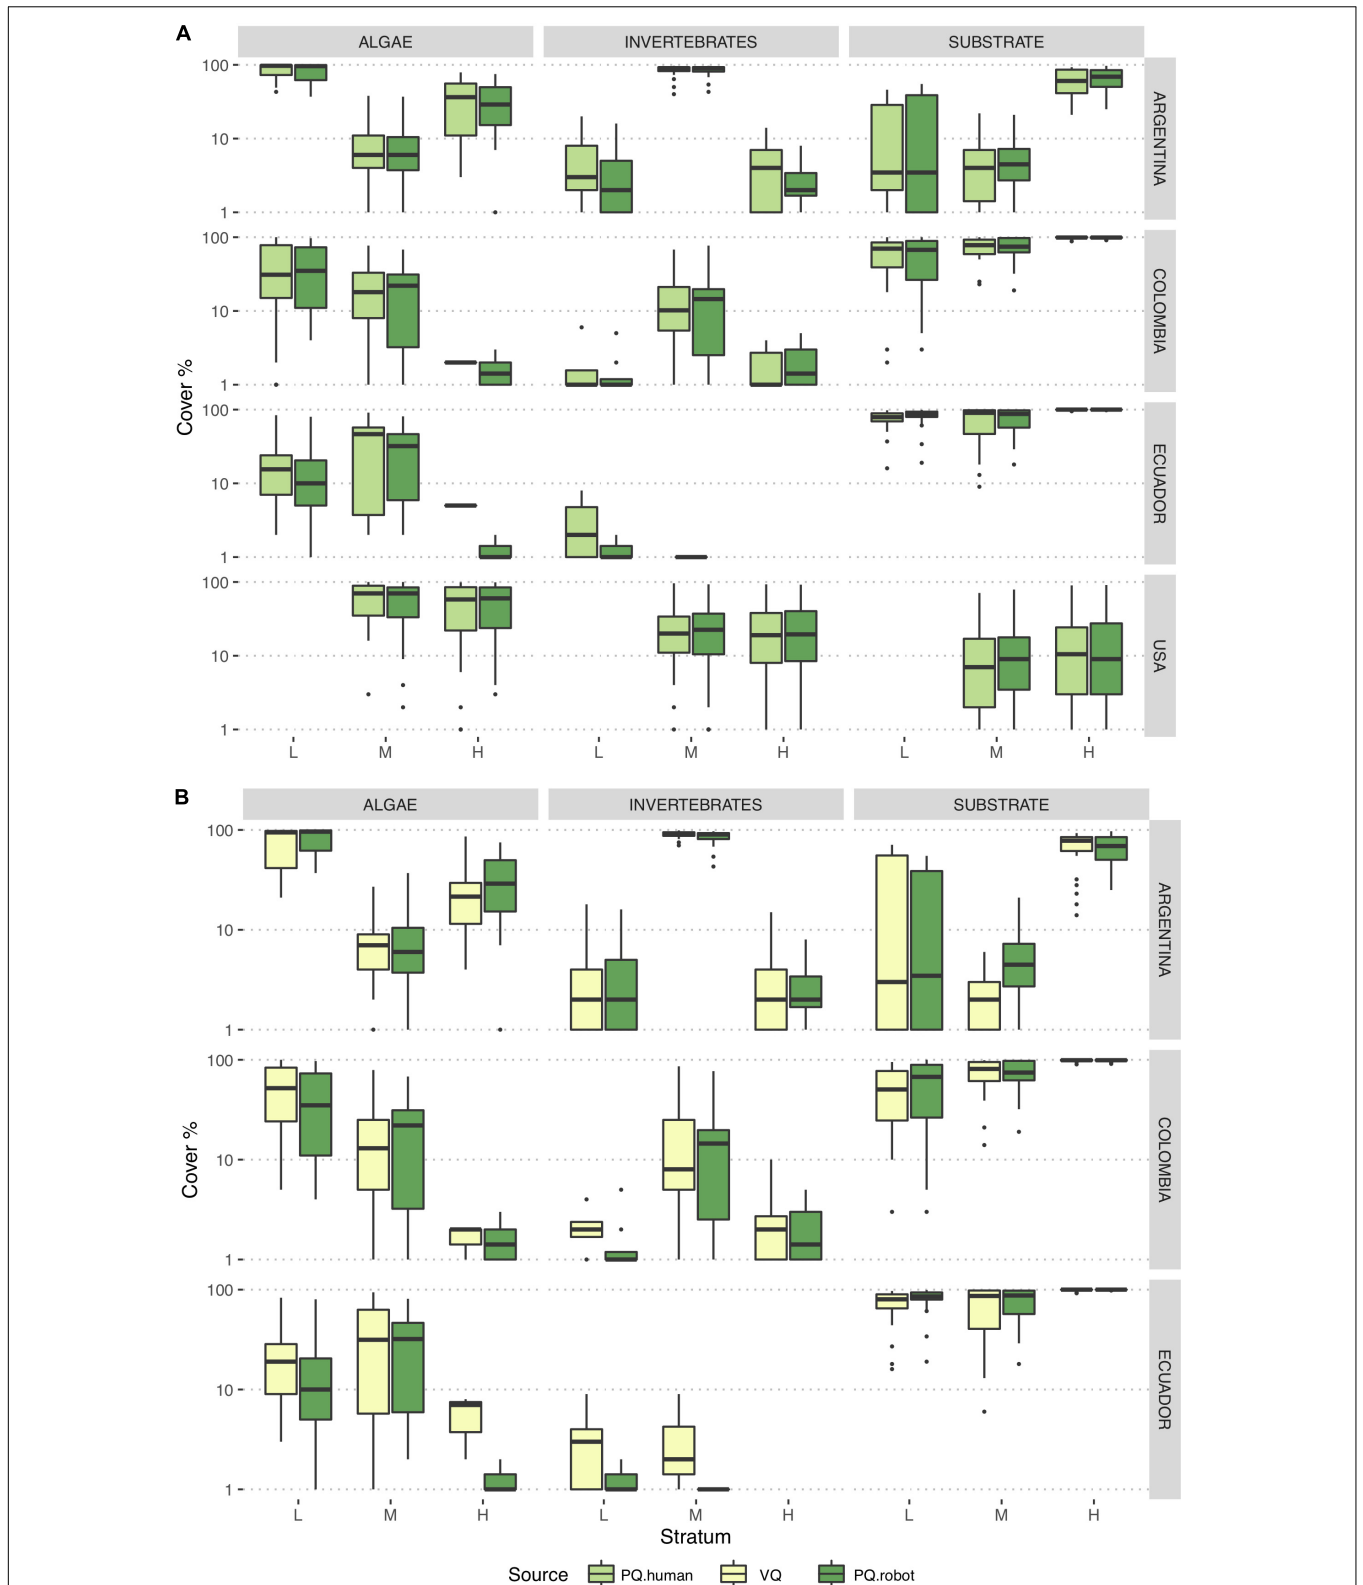 A
ALGAE INVERTEBRATES SUBSTRATE
100
10
1
ARGENTINA
100
10
1
COLOMBIA
Cover %
100
10
1
ECUADOR
100
10
1
USA
L M H L M H L M H
B
ALGAE INVERTEBRATES SUBSTRATE
100
10
1
ARGENTINA
100
10
1
COLOMBIA
Cover %
100
10
1
ECUADOR
L M H L M H L M H
Stratum
Source PQ.human VQ PQ.robot